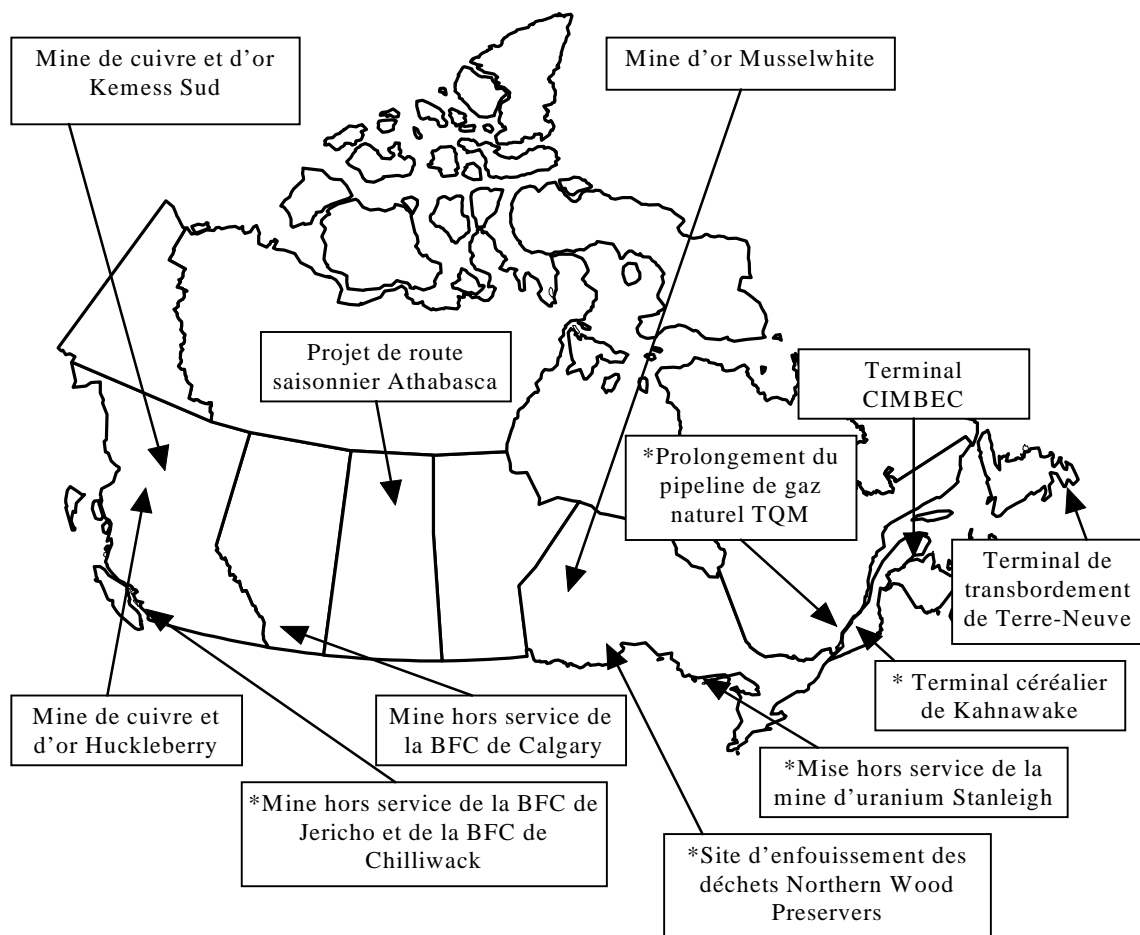 Mine de cuivre et d’or
Kemess Sud
Mine d’or Musselwhite
Projet de route
saisonnier Athabasca
Terminal
CIMBEC
*Prolongement du
pipeline de gaz
naturel TQM
Terminal de
transbordement
de Terre-Neuve
* Terminal céréalier
de Kahnawake
Mine de cuivre et
d’or Huckleberry
Mine hors service de
la BFC de Calgary
*Mise hors service de la
mine d’uranium Stanleigh
*Mine hors service de la BFC de
Jericho et de la BFC de
Chilliwack
*Site d’enfouissement des
déchets Northern Wood
Preservers